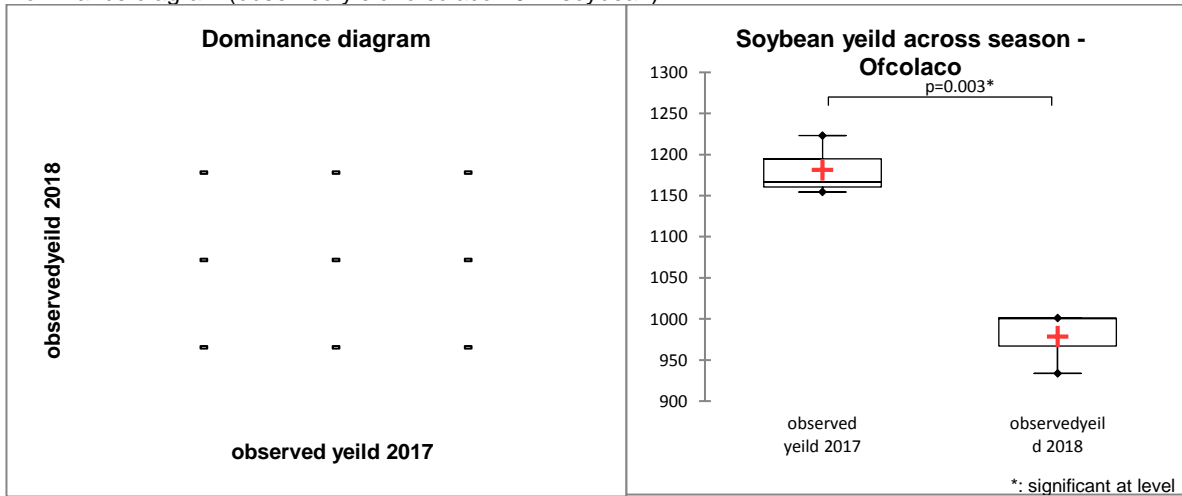 Dominance diagram
observedyeild 2018
observed yeild 2017
Soybean yeild across season -
Ofcolaco
1300
1250
1200
1150
1100
1050
1000
950
900
p=0.003*
observed
yeild 2017
observedyeil
d 2018
*: significant at level